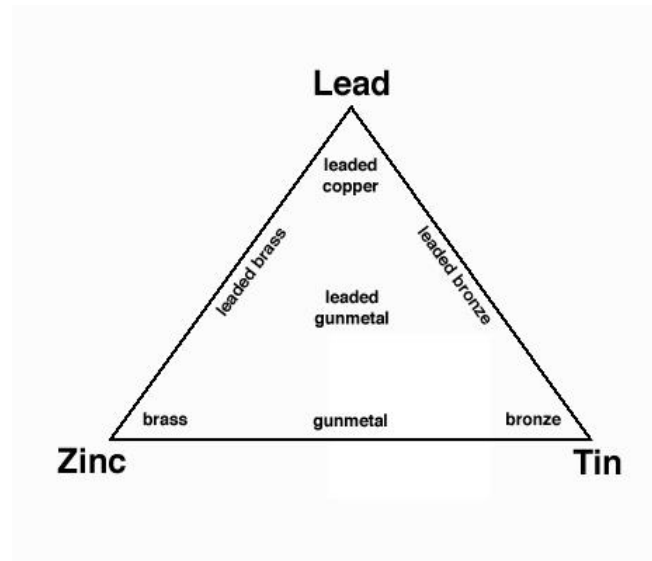 Lead
leaded
copper
leaded brass
leaded bronze
leaded
gunmetal
brass
gunmetal
bronze
Zinc
Tin